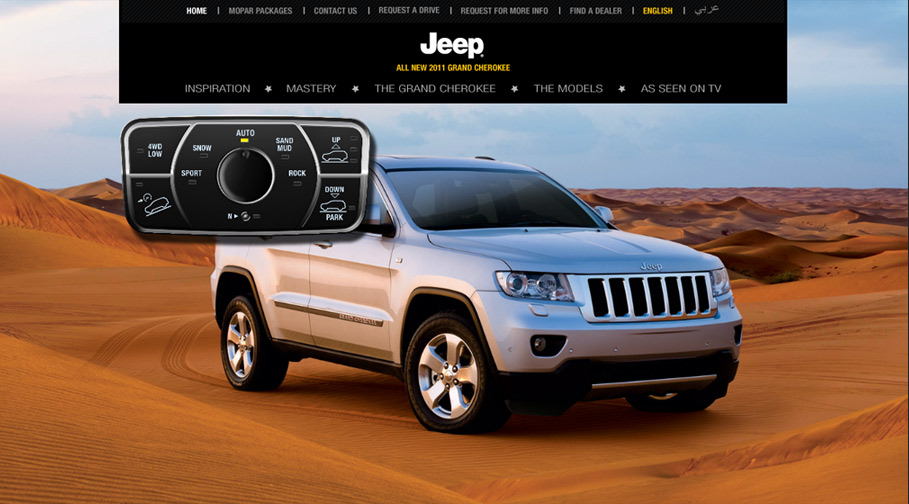 HOME | MOPAR PACKAGES | CONTACT US | REQUEST A DRIVE | REQUEST FOR MORE INFO | FIND A DEALER | ENGLISH | عربي
Jeep
ALL NEW 2011 GRAND CHEROKEE
INSPIRATION ★ MASTERY ★ THE GRAND CHEROKEE ★ THE MODELS ★ AS SEEN ON TV
AUTO
SNOW
SAND
MUD
UP
4WD
LOW
SPORT
ROCK
DOWN
N
PARK
Jeep
GRAND CHEROKEE